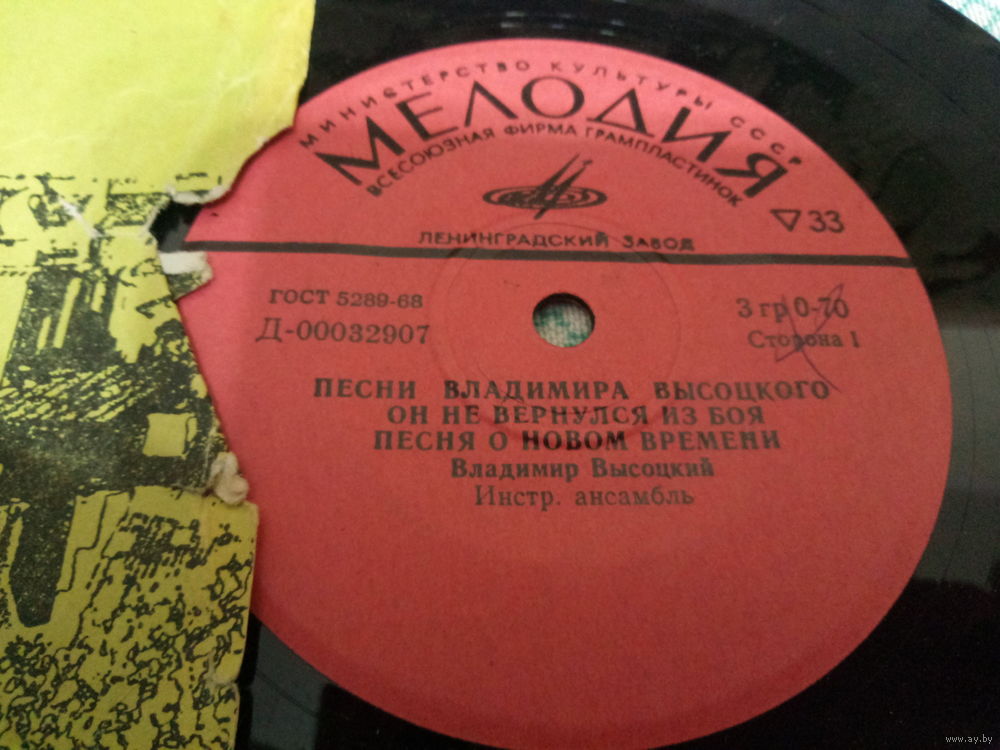 МИНИСТЕРСТВО КУЛЬТУРЫ СССР
МЕЛОДИЯ
ВСЕСОЮЗНАЯ ФИРМА ГРАМПЛАСТИНОК
33
ЛЕНИНГРАДСКИЙ ЗАВОД
ГОСТ 5289-68
Д-00032907
3 гр 0-70
Сторона 1
ПЕСНИ ВЛАДИМИРА ВЫСОЦКОГО
ОН НЕ ВЕРНУЛСЯ ИЗ БОЯ
ПЕСНЯ О НОВОМ ВРЕМЕНИ
Владимир Высоцкий
Инстр. ансамбль
www.ay.by